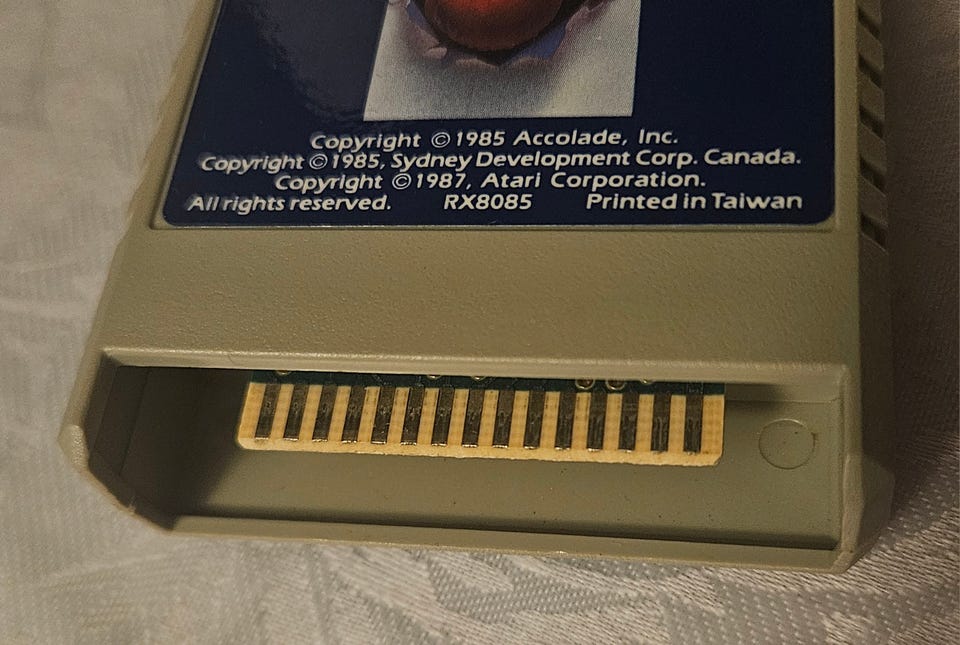 Copyright ©1985 Accolade, Inc.
Copyright ©1985, Sydney Development Corp. Canada.
Copyright ©1987, Atari Corporation.
All rights reserved. RX8085 Printed in Taiwan